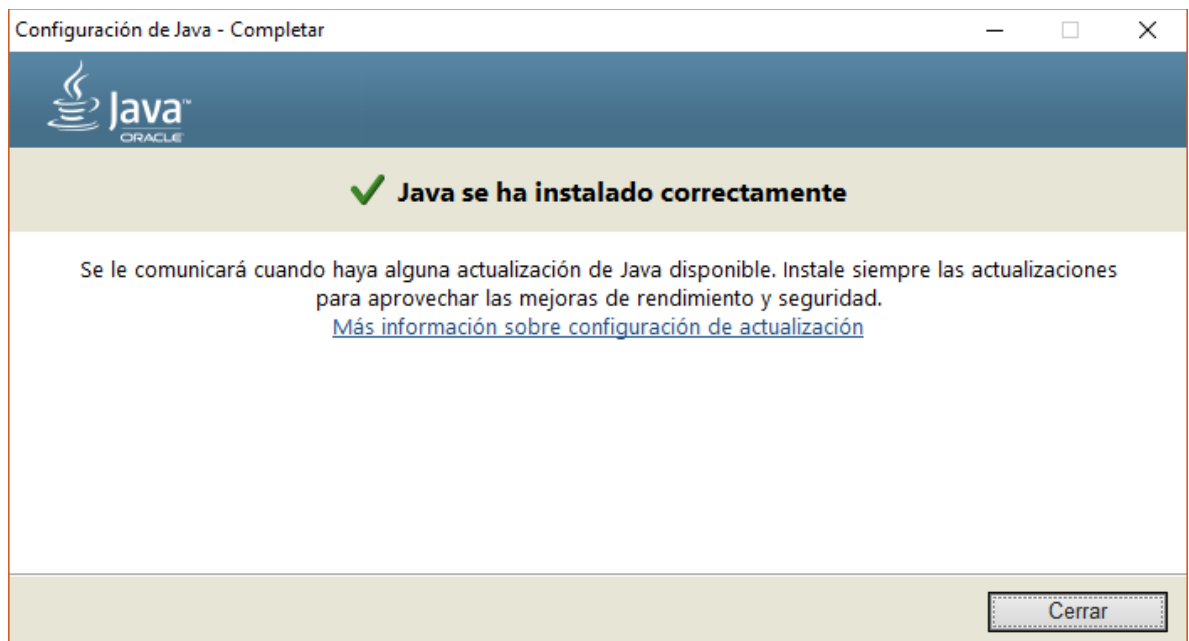 Configuración de Java - Completar
Java™
ORACLE
Java se ha instalado correctamente
Se le comunicará cuando haya alguna actualización de Java disponible. Instale siempre las actualizaciones
para aprovechar las mejoras de rendimiento y seguridad.
Más información sobre configuración de actualización
Cerrar